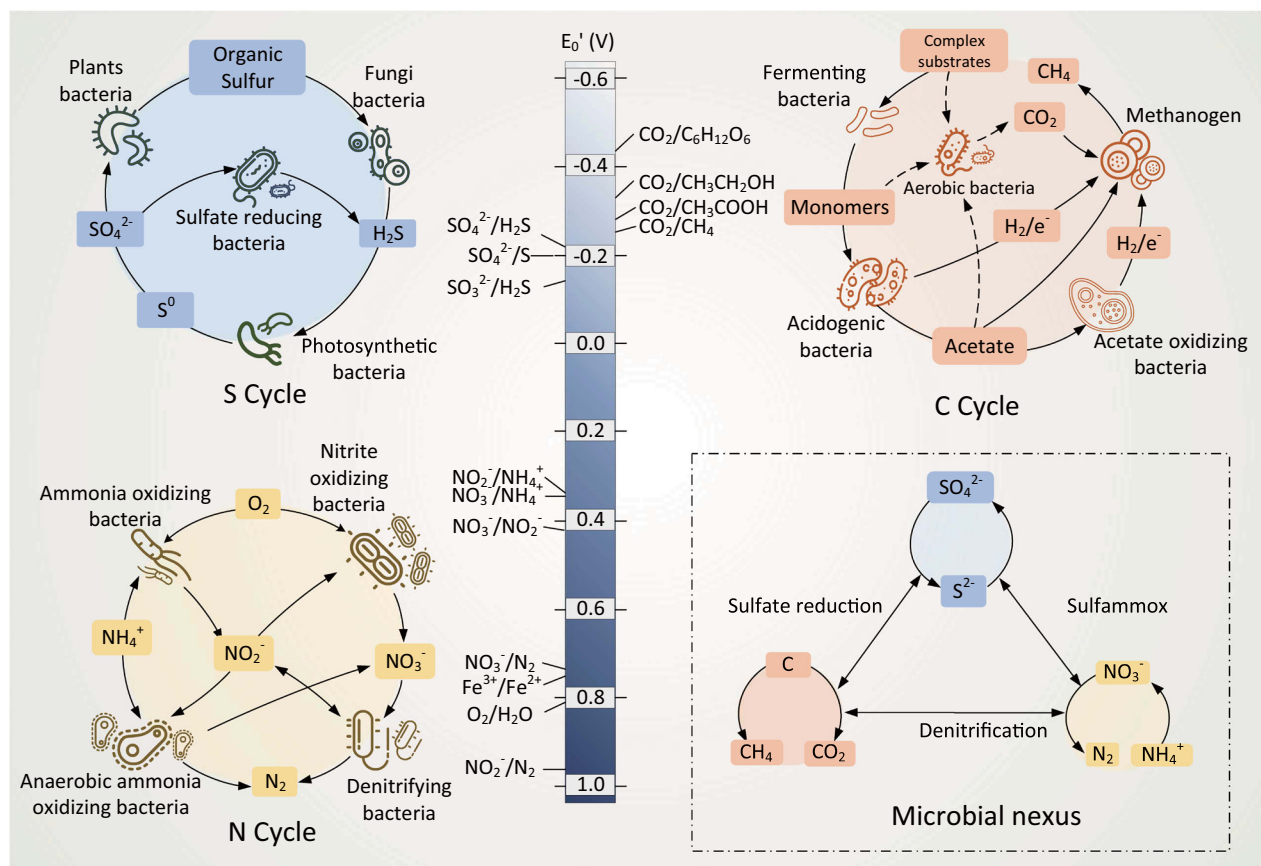 Organic
Sulfur
Plants
bacteria
Fungi
bacteria
SO₄²⁻
Sulfate reducing
bacteria
H₂S
S⁰
Photosynthetic
bacteria
S Cycle
E₀' (V)
-0.6
-0.4
-0.2
0.0
0.2
0.4
0.6
0.8
1.0
CO₂/C₆H₁₂O₆
CO₂/CH₃CH₂OH
CO₂/CH₃COOH
CO₂/CH₄
SO₄²⁻/H₂S
SO₄²⁻/S
SO₃²⁻/H₂S
NO₂⁻/NH₄⁺
NO₃⁻/NH₄⁺
NO₃⁻/NO₂⁻
NO₃⁻/N₂
Fe³⁺/Fe²⁺
O₂/H₂O
NO₂⁻/N₂
Complex
substrates
Fermenting
bacteria
CH₄
CO₂
Methanogen
Aerobic bacteria
Monomers
H₂/e⁻
H₂/e⁻
Acidogenic
bacteria
Acetate
Acetate oxidizing
bacteria
C Cycle
Nitrite
oxidizing
bacteria
Ammonia oxidizing
bacteria
O₂
NH₄⁺
NO₂⁻
NO₃⁻
Anaerobic ammonia
oxidizing bacteria
N₂
Denitrifying
bacteria
N Cycle
SO₄²⁻
S²⁻
Sulfate reduction
Sulfammox
C
NO₃⁻
Denitrification
CH₄
CO₂
N₂
NH₄⁺
Microbial nexus